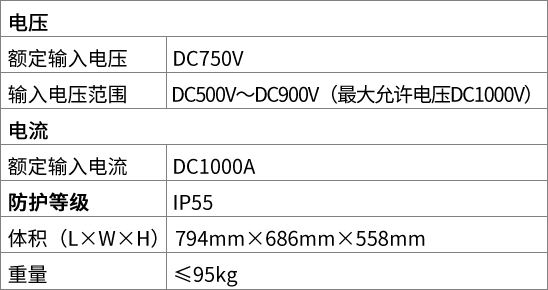 电压
额定输入电压 DC750V
输入电压范围 DC500V～DC900V（最大允许电压DC1000V）
电流
额定输入电流 DC1000A
防护等级 IP55
体积（L×W×H） 794mm×686mm×558mm
重量 ≤95kg